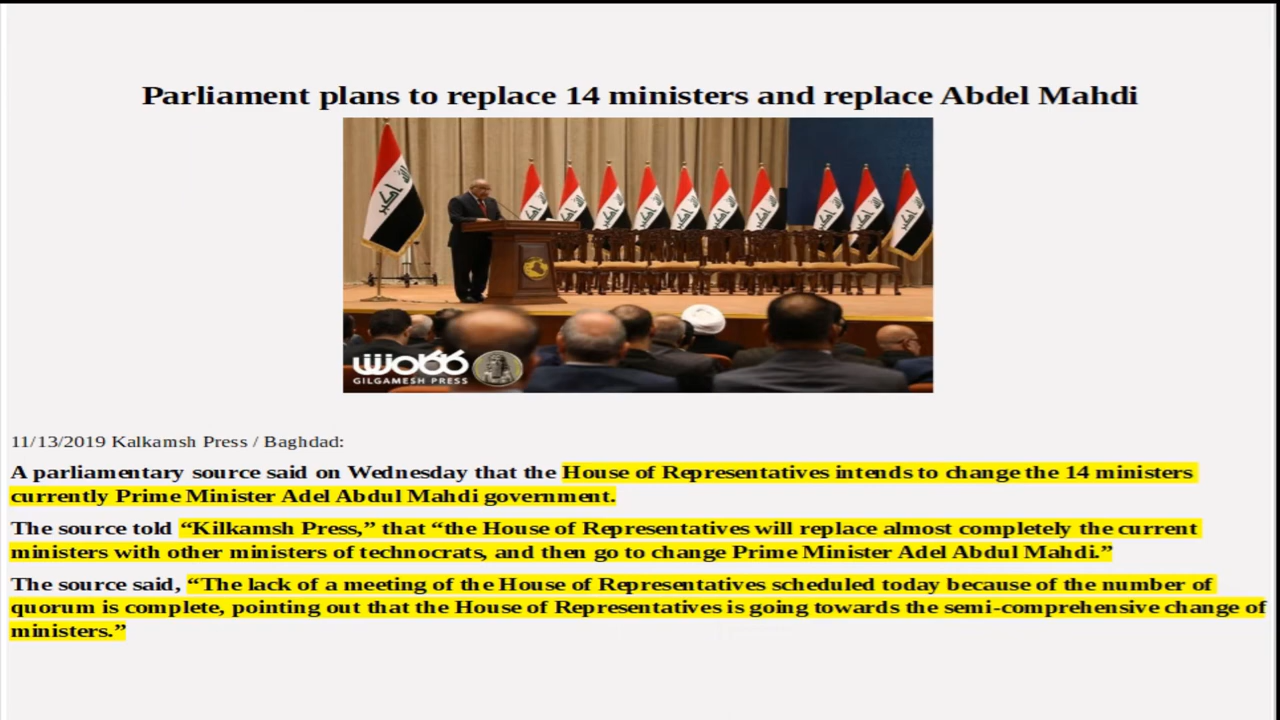 Parliament plans to replace 14 ministers and replace Abdel Mahdi
GILGAMESH PRESS
11/13/2019 Kalkamsh Press / Baghdad:
A parliamentary source said on Wednesday that the House of Representatives intends to change the 14 ministers
currently Prime Minister Adel Abdul Mahdi government.
The source told “Kilkamsh Press,” that “the House of Representatives will replace almost completely the current
ministers with other ministers of technocrats, and then go to change Prime Minister Adel Abdul Mahdi.”
The source said, “The lack of a meeting of the House of Representatives scheduled today because of the number of
quorum is complete, pointing out that the House of Representatives is going towards the semi-comprehensive change of
ministers.”